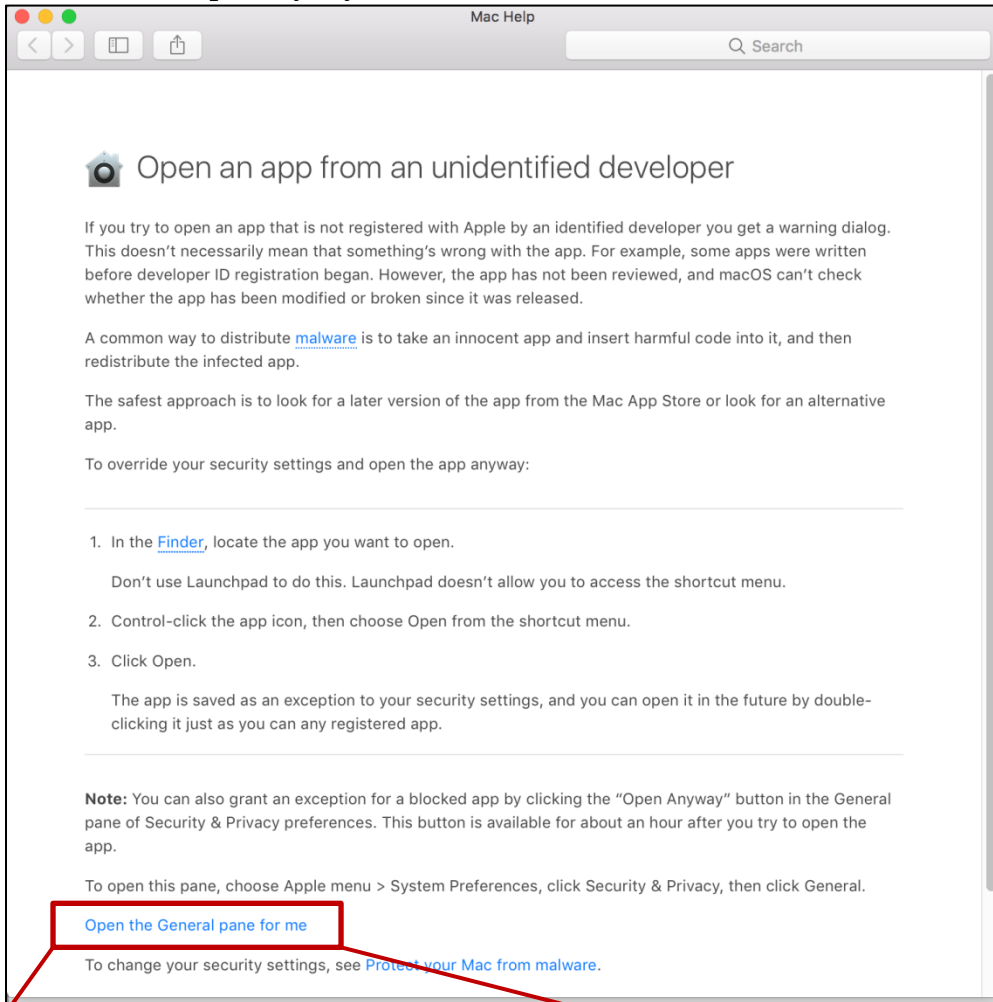 Mac Help
Search
Open an app from an unidentified developer
If you try to open an app that is not registered with Apple by an identified developer you get a warning dialog.
This doesn’t necessarily mean that something’s wrong with the app. For example, some apps were written
before developer ID registration began. However, the app has not been reviewed, and macOS can’t check
whether the app has been modified or broken since it was released.
A common way to distribute malware is to take an innocent app and insert harmful code into it, and then
redistribute the infected app.
The safest approach is to look for a later version of the app from the Mac App Store or look for an alternative
app.
To override your security settings and open the app anyway:
1. In the Finder, locate the app you want to open.
Don’t use Launchpad to do this. Launchpad doesn’t allow you to access the shortcut menu.
2. Control-click the app icon, then choose Open from the shortcut menu.
3. Click Open.
The app is saved as an exception to your security settings, and you can open it in the future by double-
clicking it just as you can any registered app.
Note: You can also grant an exception for a blocked app by clicking the “Open Anyway” button in the General
pane of Security & Privacy preferences. This button is available for about an hour after you try to open the
app.
To open this pane, choose Apple menu > System Preferences, click Security & Privacy, then click General.
Open the General pane for me
To change your security settings, see Protect your Mac from malware.